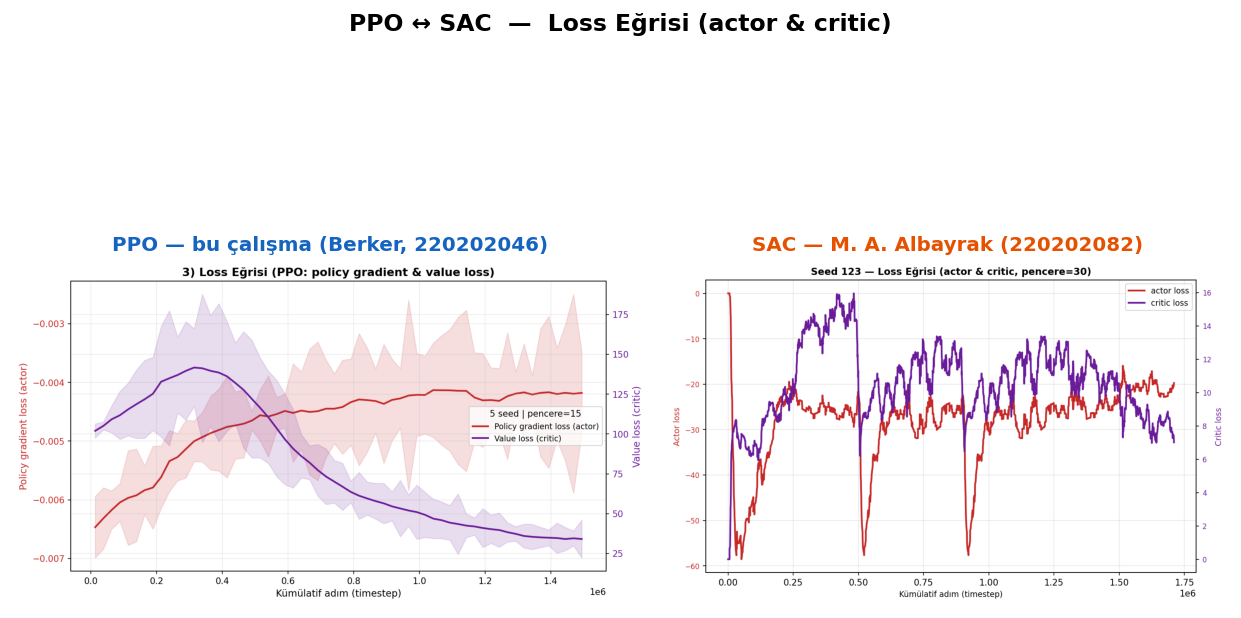 PPO ↔ SAC — Loss Eğrisi (actor & critic)
PPO — bu çalışma (Berker, 220202046)
3) Loss Eğrisi (PPO: policy gradient & value loss)
Policy gradient loss (actor)
−0.003
−0.004
−0.005
−0.006
−0.007
175
150
125
100
75
50
25
Value loss (critic)
5 seed | pencere=15
Policy gradient loss (actor)
Value loss (critic)
0.0 0.2 0.4 0.6 0.8 1.0 1.2 1.4
1e6
Kümülatif adım (timestep)
SAC — M. A. Albayrak (220202082)
Seed 123 — Loss Eğrisi (actor & critic, pencere=30)
Actor loss
0
−10
−20
−30
−40
−50
−60
16
14
12
10
8
6
4
2
0
Critic loss
actor loss
critic loss
0.00 0.25 0.50 0.75 1.00 1.25 1.50 1.75
1e6
Kümülatif adım (timestep)